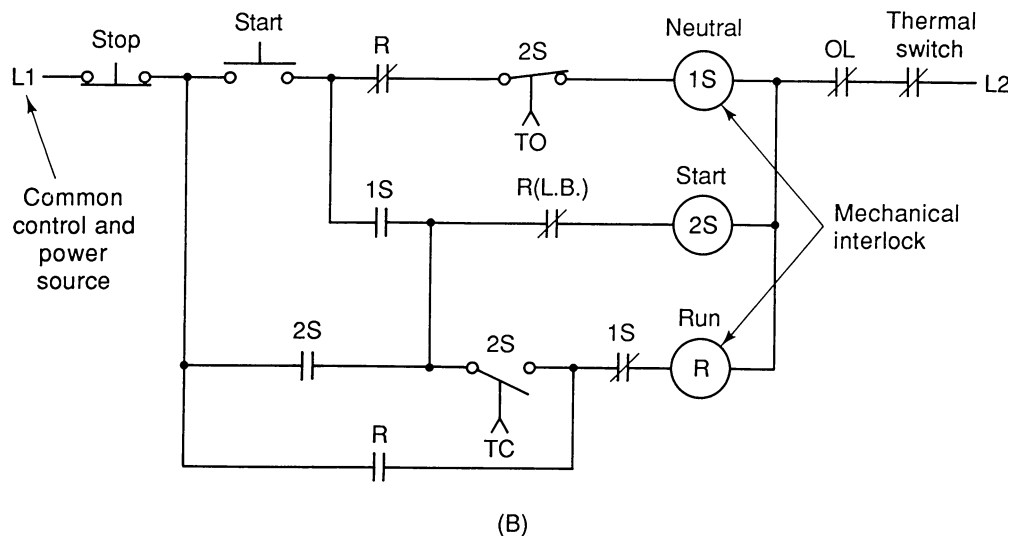 Stop
Start
R
2S
Neutral
OL
Thermal
switch
L1
1S
L2
TO
Common
control and
power
source
1S
R(L.B.)
Start
2S
Mechanical
interlock
2S
2S
1S
Run
R
TC
R
(B)